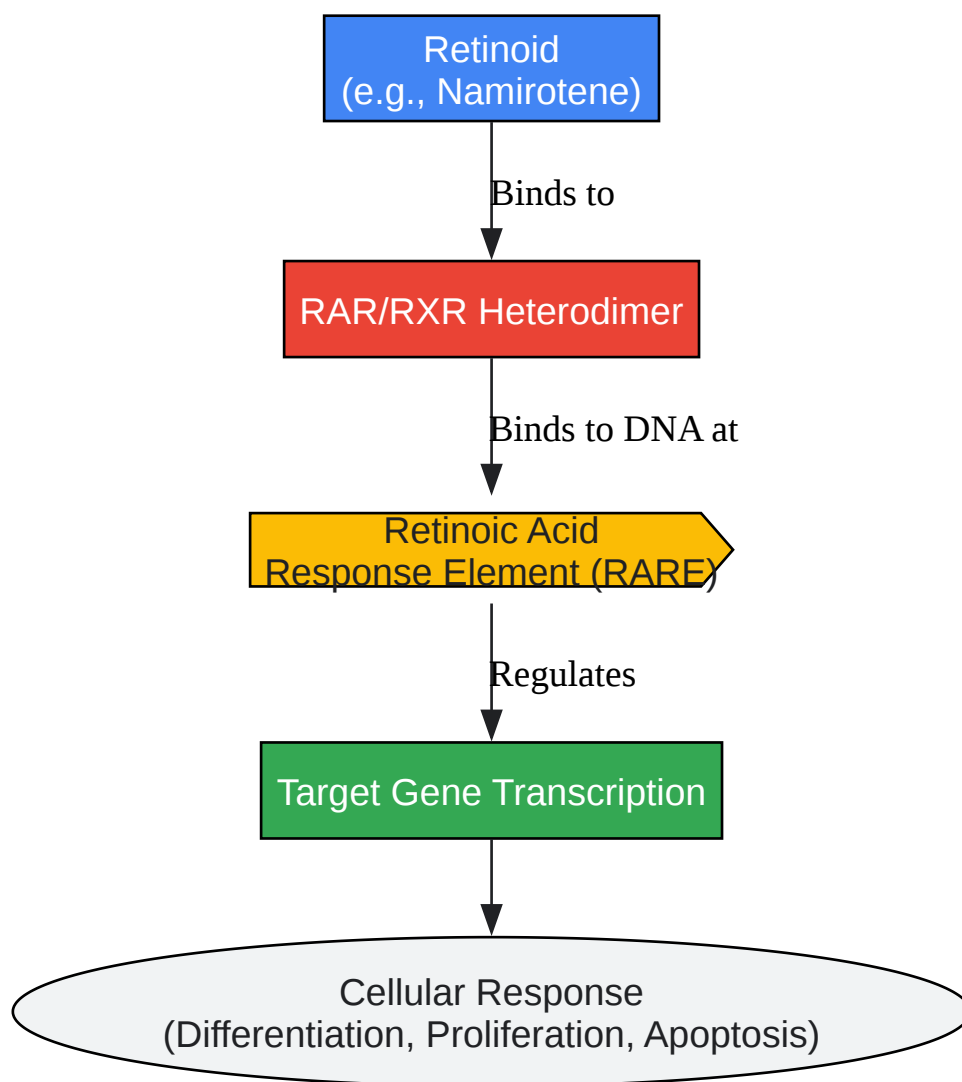 Retinoid
(e.g., Namirotene)
Binds to
RAR/RXR Heterodimer
Binds to DNA at
Retinoic Acid
Response Element (RARE)
Regulates
Target Gene Transcription
Cellular Response
(Differentiation, Proliferation, Apoptosis)